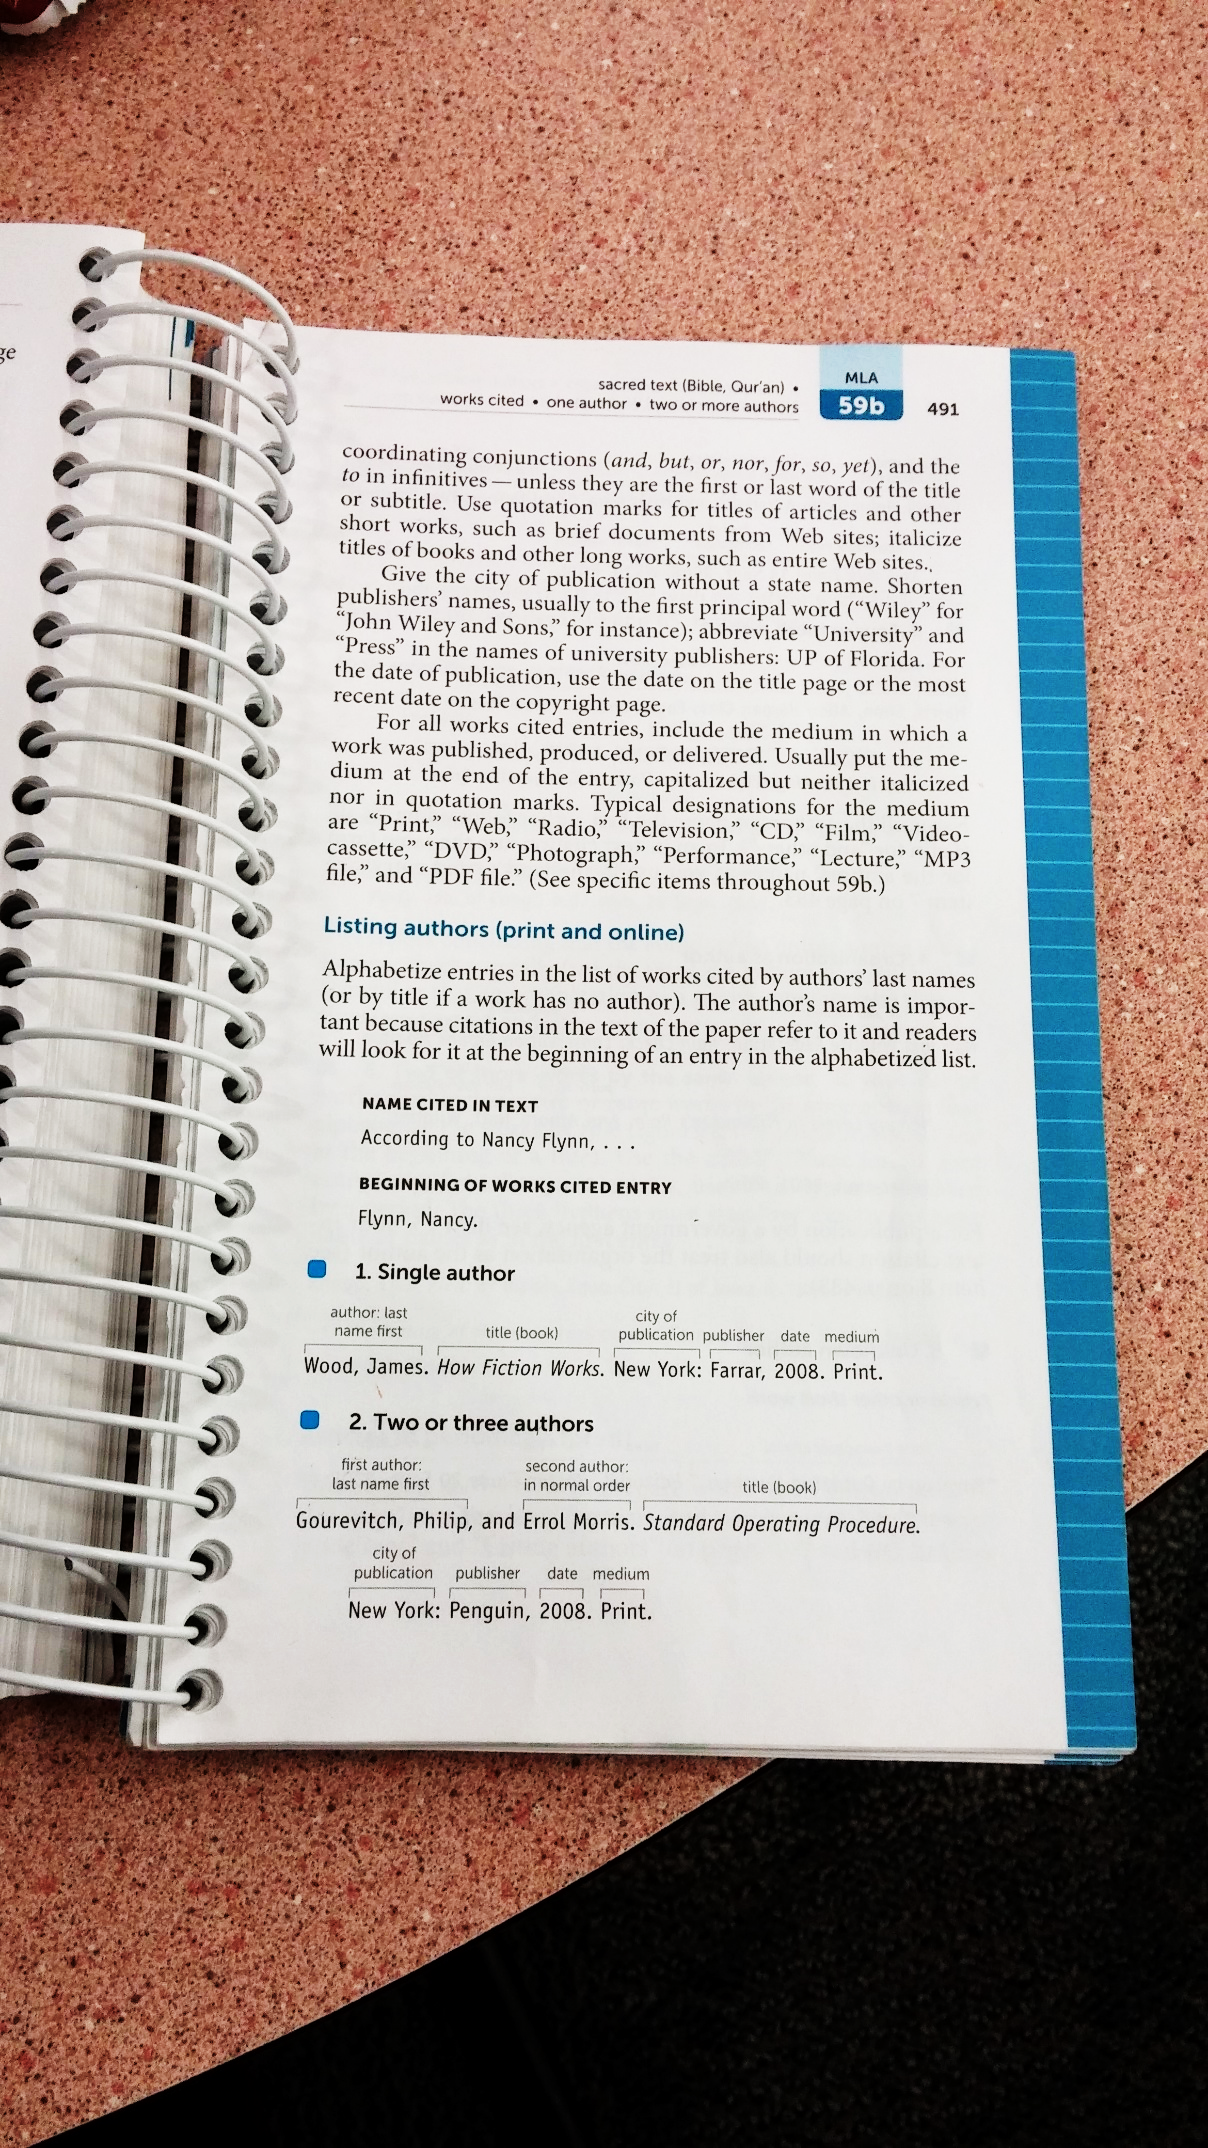 ge
sacred text (Bible, Qur'an) •
works cited • one author • two or more authors
MLA
59b
491
coordinating conjunctions (and, but, or, nor, for, so, yet), and the
to in infinitives — unless they are the first or last word of the title
or subtitle. Use quotation marks for titles of articles and other
short works, such as brief documents from Web sites; italicize
titles of books and other long works, such as entire Web sites.
Give the city of publication without a state name. Shorten
publishers' names, usually to the first principal word (“Wiley” for
“John Wiley and Sons,” for instance); abbreviate “University” and
“Press” in the names of university publishers: UP of Florida. For
the date of publication, use the date on the title page or the most
recent date on the copyright page.
For all works cited entries, include the medium in which a
work was published, produced, or delivered. Usually put the me-
dium at the end of the entry, capitalized but neither italicized
nor in quotation marks. Typical designations for the medium
are “Print,” “Web,” “Radio,” “Television,” “CD,” “Film,” “Video-
cassette,” “DVD,” “Photograph,” “Performance,” “Lecture,” “MP3
file,” and “PDF file.” (See specific items throughout 59b.)
Listing authors (print and online)
Alphabetize entries in the list of works cited by authors' last names
(or by title if a work has no author). The author's name is impor-
tant because citations in the text of the paper refer to it and readers
will look for it at the beginning of an entry in the alphabetized list.
NAME CITED IN TEXT
According to Nancy Flynn, . . .
BEGINNING OF WORKS CITED ENTRY
Flynn, Nancy.
1. Single author
author: last city of
name first title (book) publication publisher date medium
Wood, James. How Fiction Works. New York: Farrar, 2008. Print.
2. Two or three authors
first author: second author:
last name first in normal order title (book)
Gourevitch, Philip, and Errol Morris. Standard Operating Procedure.
city of
publication publisher date medium
New York: Penguin, 2008. Print.